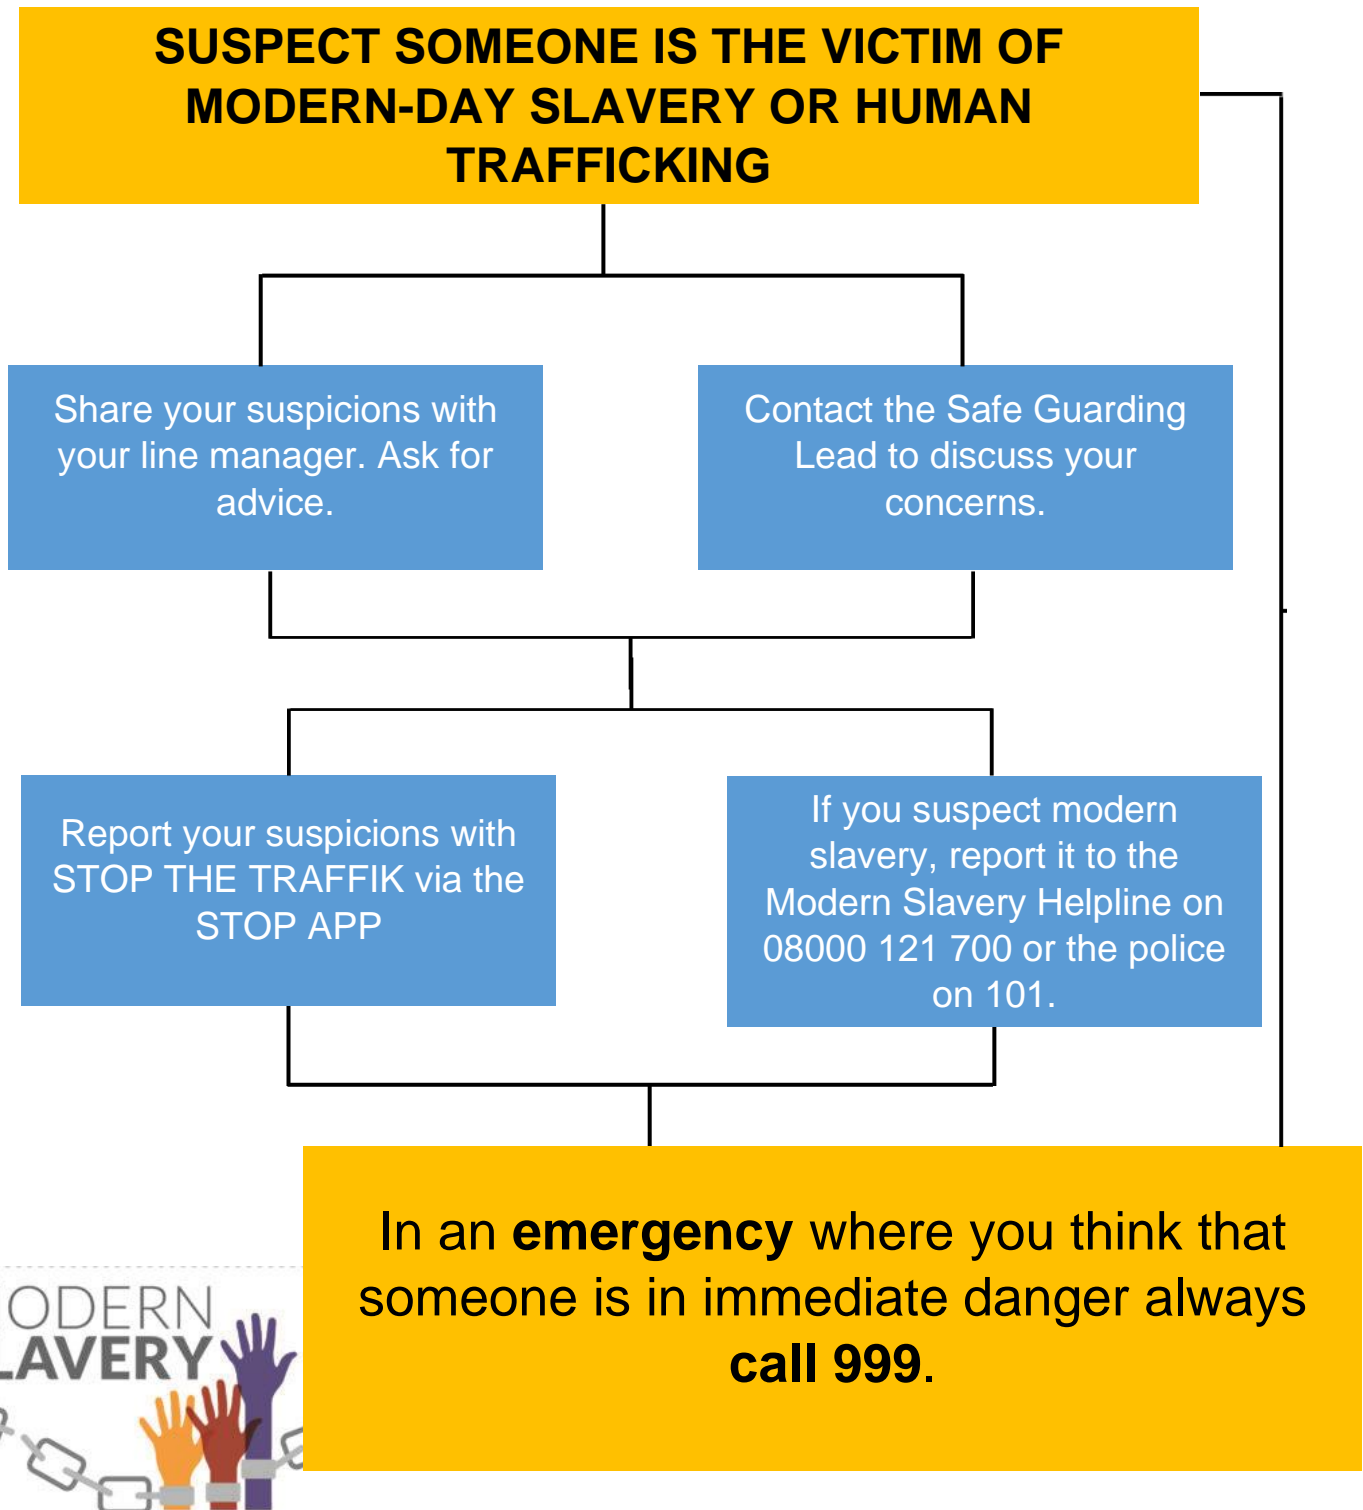 SUSPECT SOMEONE IS THE VICTIM OF
MODERN-DAY SLAVERY OR HUMAN
TRAFFICKING
Share your suspicions with
your line manager. Ask for
advice.
Contact the Safe Guarding
Lead to discuss your
concerns.
Report your suspicions with
STOP THE TRAFFIK via the
STOP APP
If you suspect modern
slavery, report it to the
Modern Slavery Helpline on
08000 121 700 or the police
on 101.
In an emergency where you think that
someone is in immediate danger always
call 999.
ODERN
LAVERY